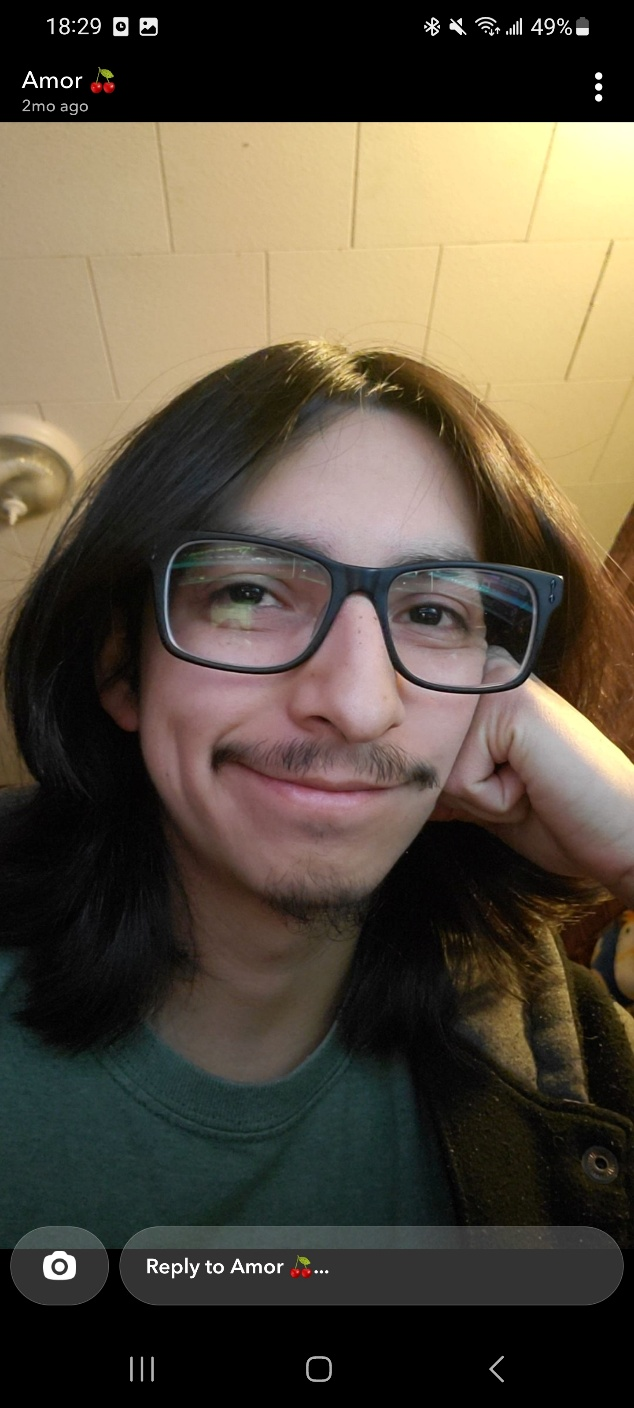 18:29 49%
Amor 🍒
2mo ago
Reply to Amor 🍒...